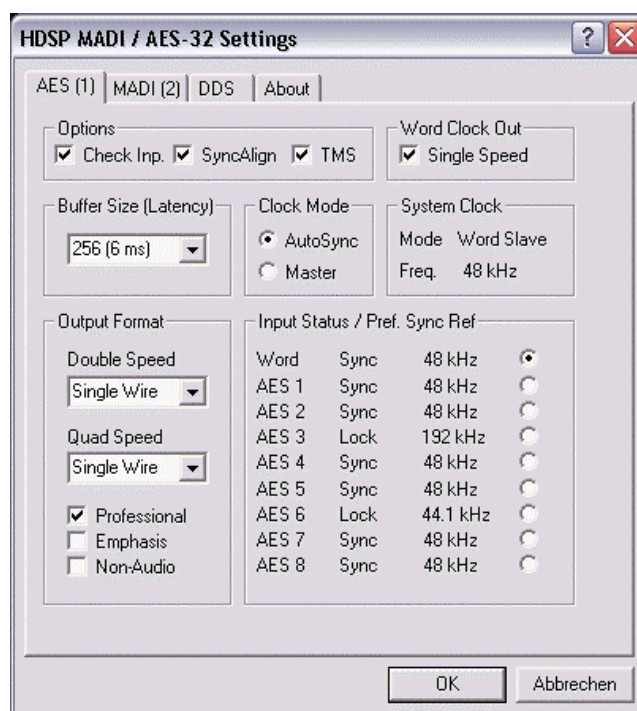 HDSP MADI / AES-32 Settings
AES (1) MADI (2) DDS About
Options
Check Inp. SyncAlign TMS
Word Clock Out
Single Speed
Buffer Size (Latency)
256 (6 ms)
Clock Mode
AutoSync
Master
System Clock
Mode Word Slave
Freq. 48 kHz
Output Format
Double Speed
Single Wire
Quad Speed
Single Wire
Professional
Emphasis
Non-Audio
Input Status / Pref. Sync Ref
Word Sync 48 kHz
AES 1 Sync 48 kHz
AES 2 Sync 48 kHz
AES 3 Lock 192 kHz
AES 4 Sync 48 kHz
AES 5 Sync 48 kHz
AES 6 Lock 44.1 kHz
AES 7 Sync 48 kHz
AES 8 Sync 48 kHz
OK Abbrechen